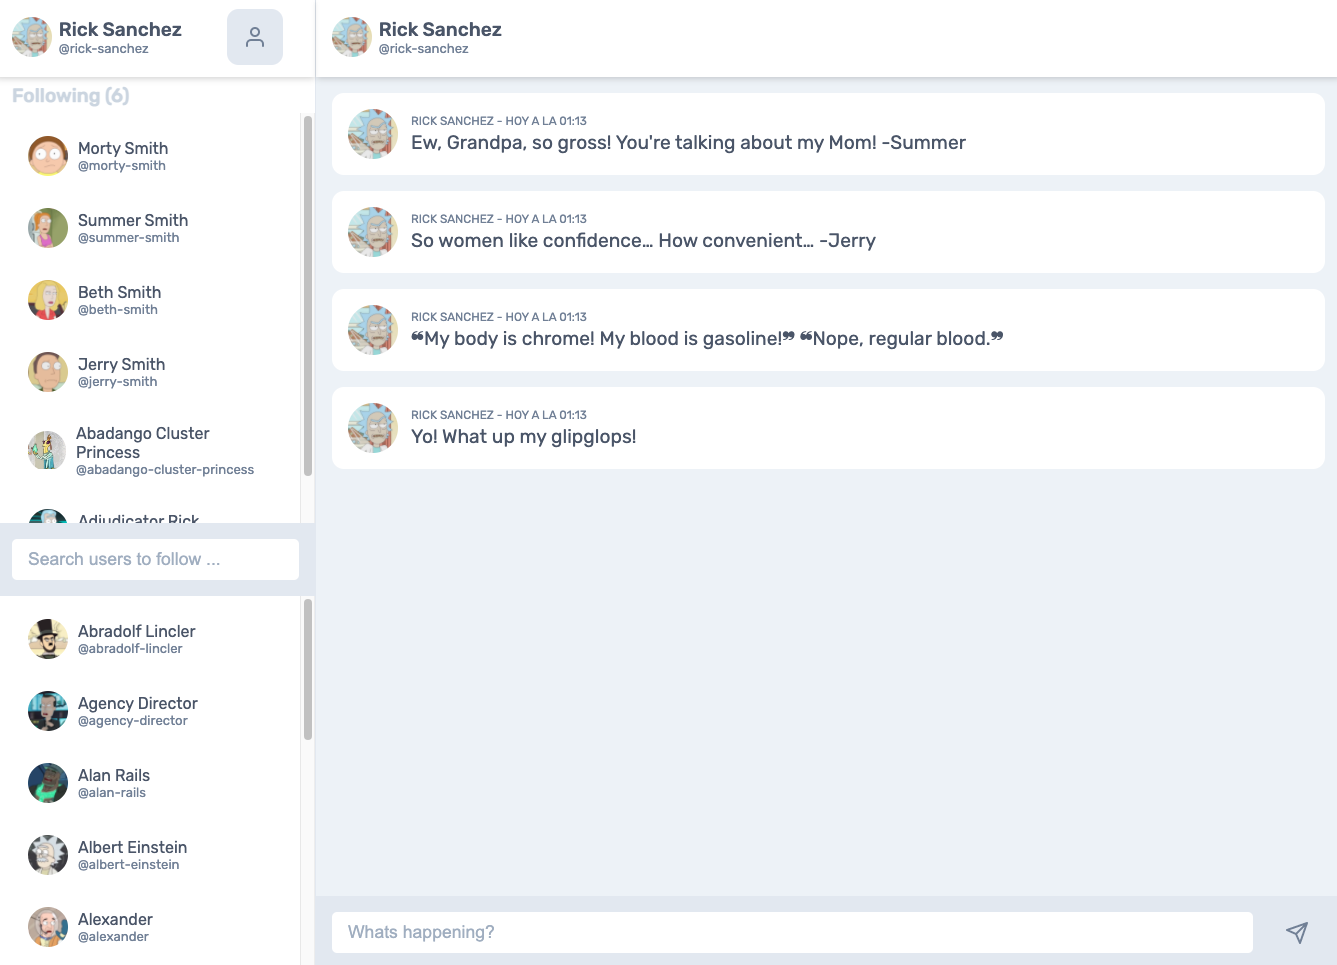 Rick Sanchez
@rick-sanchez
Following (6)
Morty Smith
@morty-smith
Summer Smith
@summer-smith
Beth Smith
@beth-smith
Jerry Smith
@jerry-smith
Abadango Cluster
Princess
@abadango-cluster-princess
Adjudicator Rick
Search users to follow ...
Abradolf Lincler
@abradolf-lincler
Agency Director
@agency-director
Alan Rails
@alan-rails
Albert Einstein
@albert-einstein
Alexander
@alexander
Rick Sanchez
@rick-sanchez
RICK SANCHEZ - HOY A LA 01:13
Ew, Grandpa, so gross! You're talking about my Mom! -Summer
RICK SANCHEZ - HOY A LA 01:13
So women like confidence… How convenient… -Jerry
RICK SANCHEZ - HOY A LA 01:13
❝My body is chrome! My blood is gasoline!❞ ❝Nope, regular blood.❞
RICK SANCHEZ - HOY A LA 01:13
Yo! What up my glipglops!
Whats happening?